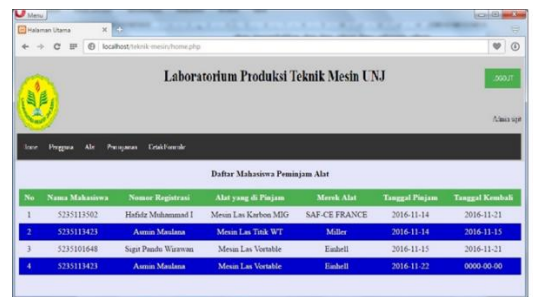 Menu
Halaman Utama
localhost/teknik-mesin/home.php
Laboratorium Produksi Teknik Mesin UNJ
LOGOUT
Home Pengguna Alat Peminjaman Cetak Formulir
Daftar Mahasiswa Peminjam Alat
No Nama Mahasiswa Nomor Registrasi Alat yang di Pinjam Merek Alat Tanggal Pinjam Tanggal Kembali
1 5235113502 Hafidz Muhammad I Mesin Las Karbon MIG SAF-CE FRANCE 2016-11-14 2016-11-21
2 5235113423 Asmin Maulana Mesin Las Titik WT Miller 2016-11-14 2016-11-15
3 5235101648 Sigit Pandu Wirawan Mesin Las Vortable Einhell 2016-11-15 2016-11-21
4 5235113423 Asmin Maulana Mesin Las Vortable Einhell 2016-11-22 0000-00-00